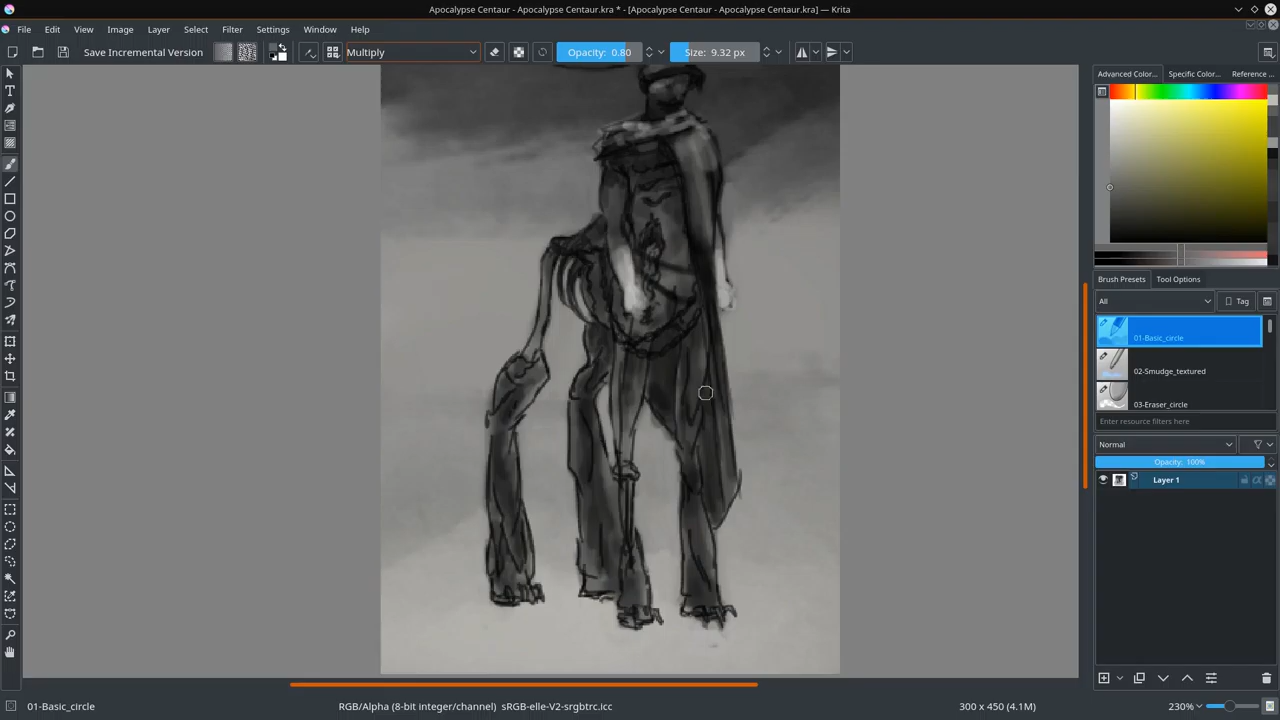 Apocalypse Centaur - Apocalypse Centaur.kra * - [Apocalypse Centaur.kra] — Krita
File Edit View Image Layer Select Filter Settings Window Help
Save Incremental Version Multiply Opacity: 0.80 Size: 9.32 px
Advanced Color... Specific Color... Reference ...
Brush Presets Tool Options
All Tag
01-Basic_circle
02-Smudge_textured
03-Eraser_circle
Enter resource filters here
Normal
Opacity: 100%
Layer 1
01-Basic_circle RGB/Alpha (8-bit integer/channel) sRGB-elle-V2-srgbtrc.icc 300 x 450 (4.1M) 230%